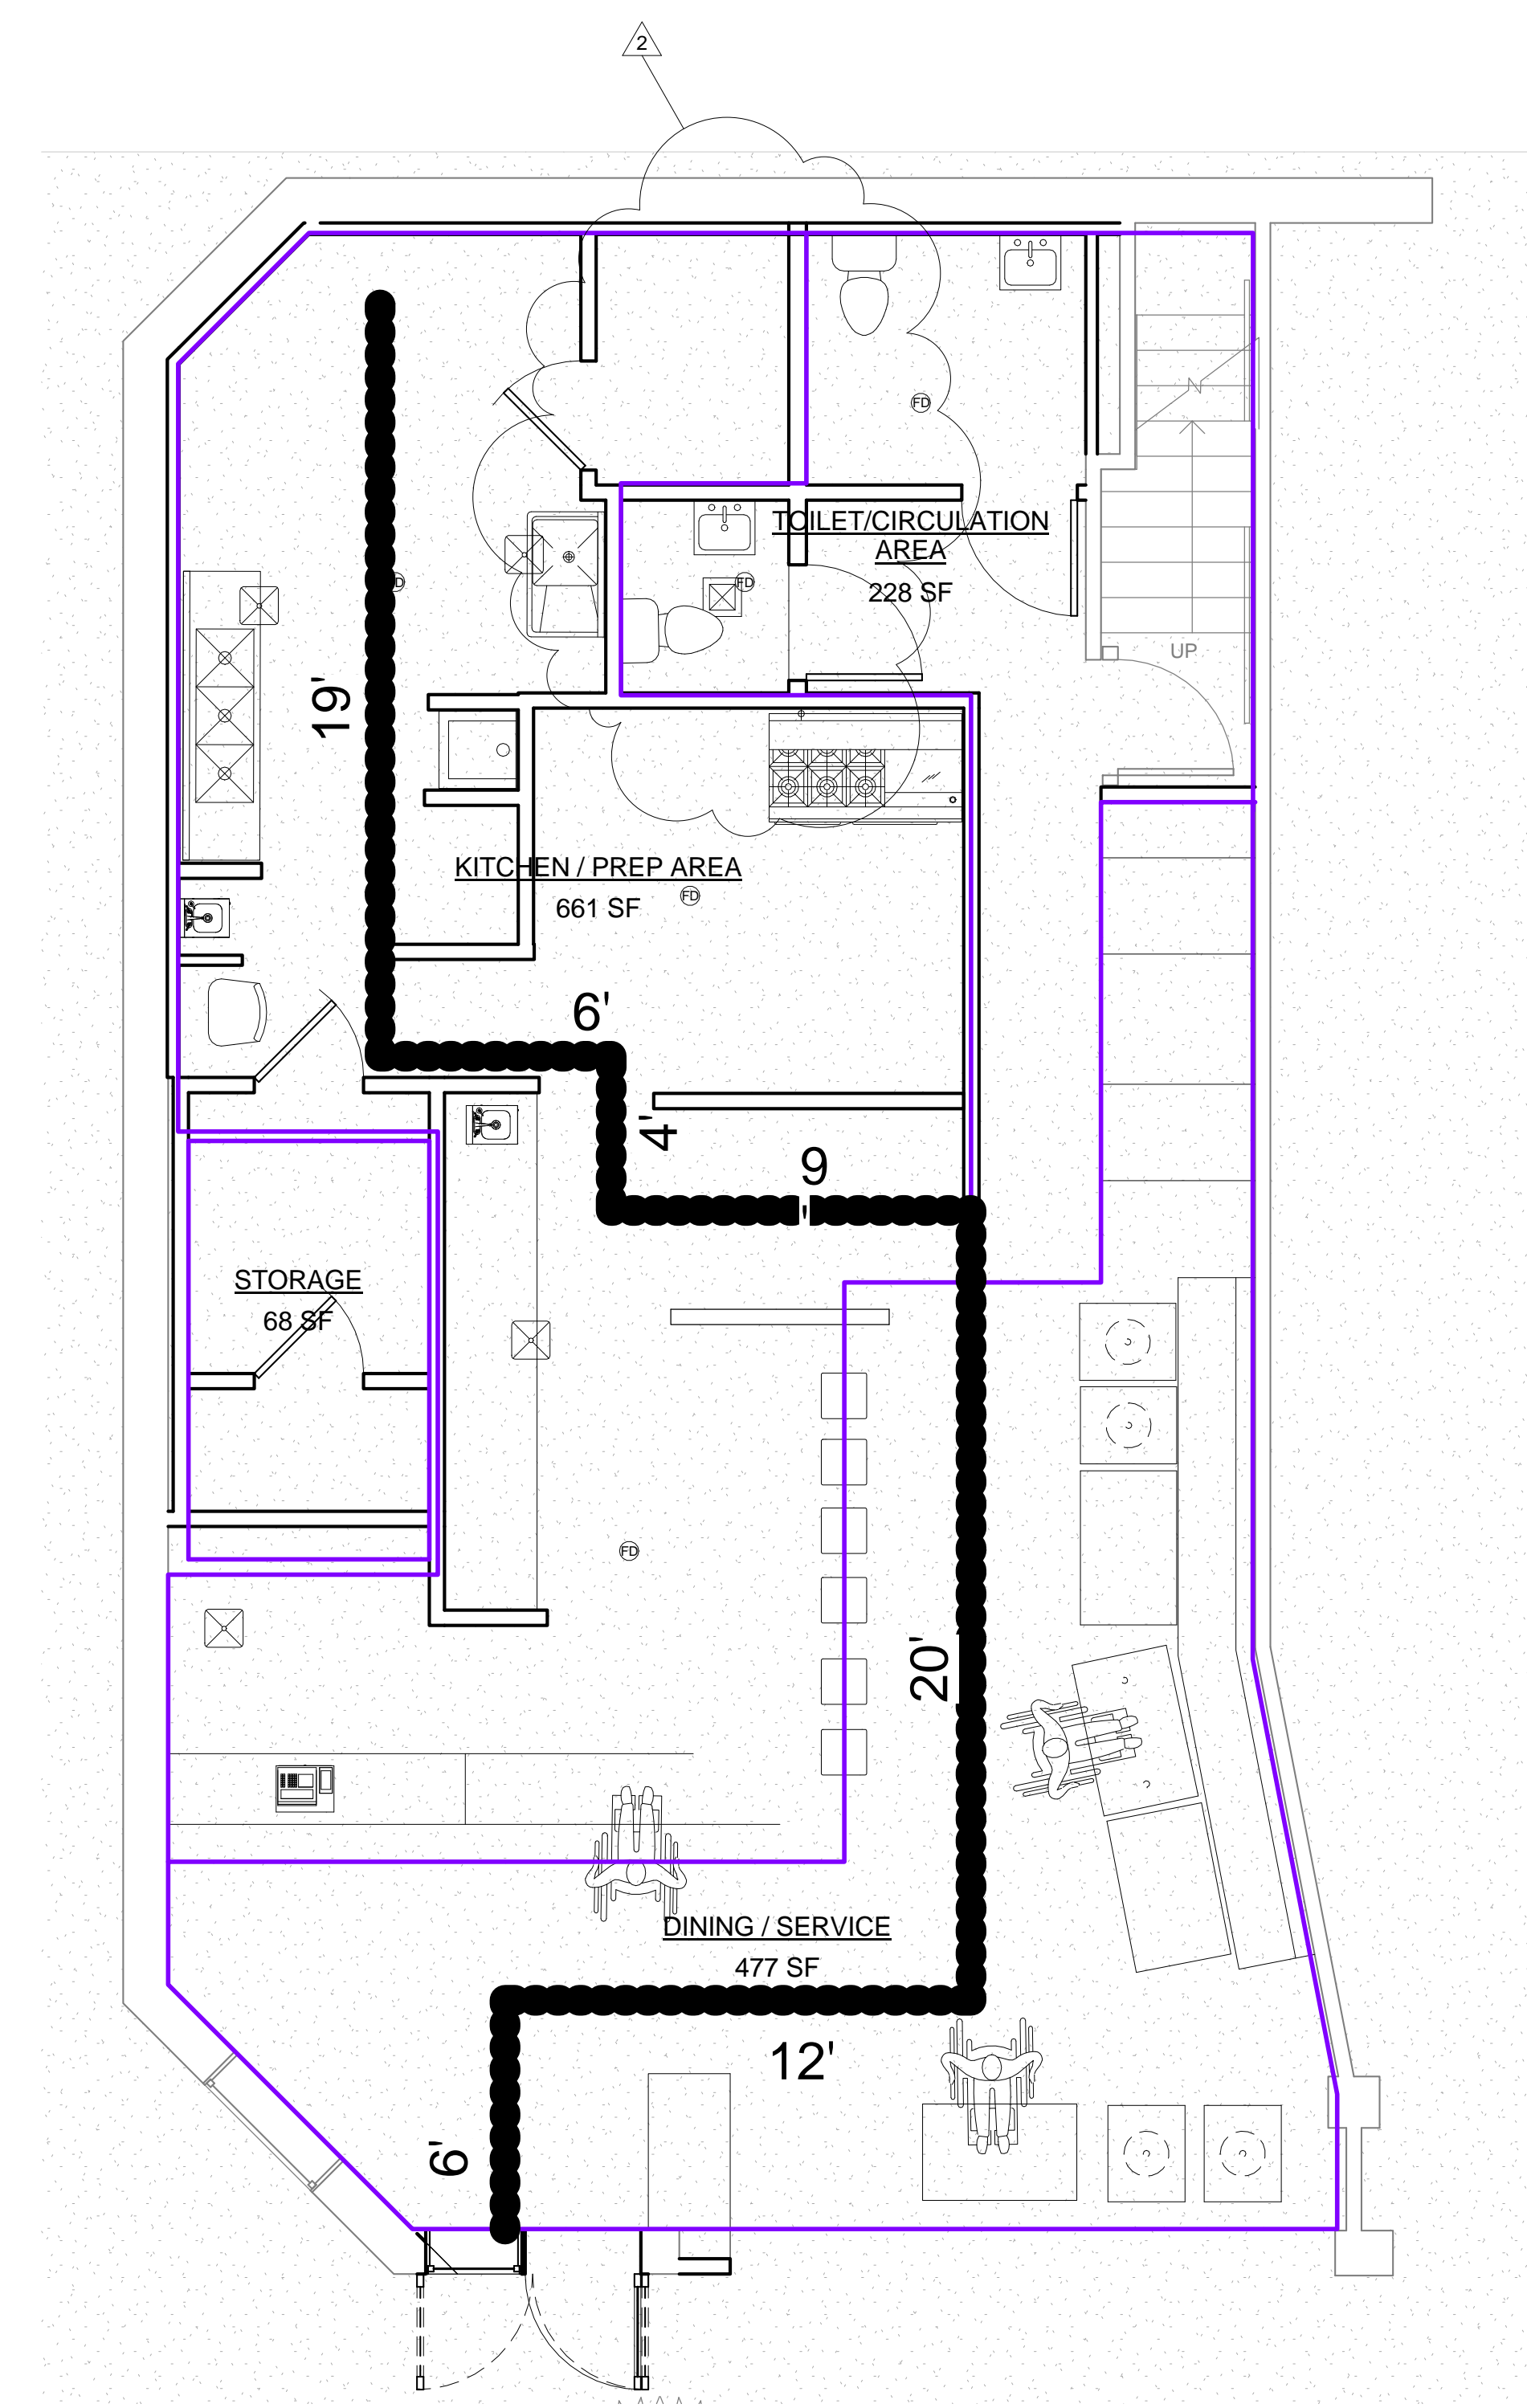 2
FD
TOILET/CIRCULATION
AREA
228 SF
D
FD
UP
19'
KITCHEN / PREP AREA
661 SF
FD
6'
4'
9
'
STORAGE
68 SF
FD
20'
DINING / SERVICE
477 SF
12'
6'